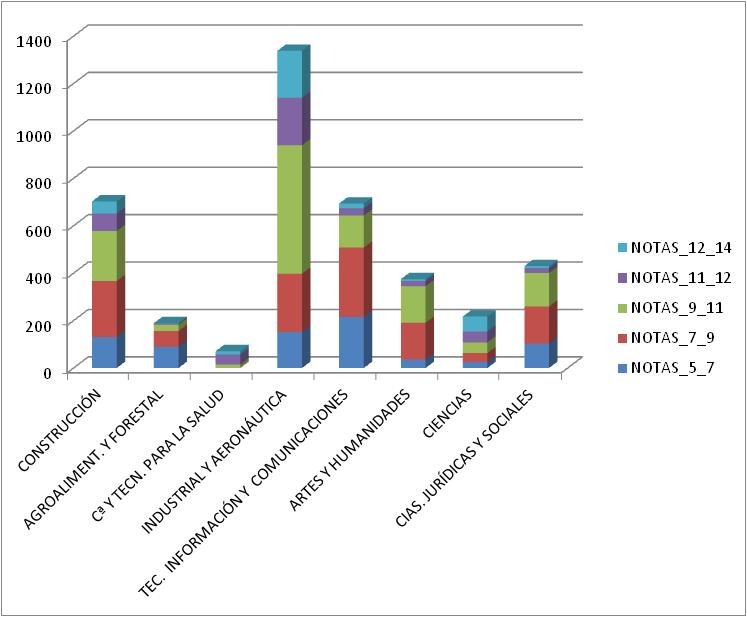 1400
1200
1000
800
600
400
200
0
NOTAS_12_14
NOTAS_11_12
NOTAS_9_11
NOTAS_7_9
NOTAS_5_7
CONSTRUCCIÓN
AGROALIMENT. Y FORESTAL
Cª Y TECN. PARA LA SALUD
INDUSTRIAL Y AERONÁUTICA
TEC. INFORMACIÓN Y COMUNICACIONES
ARTES Y HUMANIDADES
CIENCIAS
CIAS. JURÍDICAS Y SOCIALES